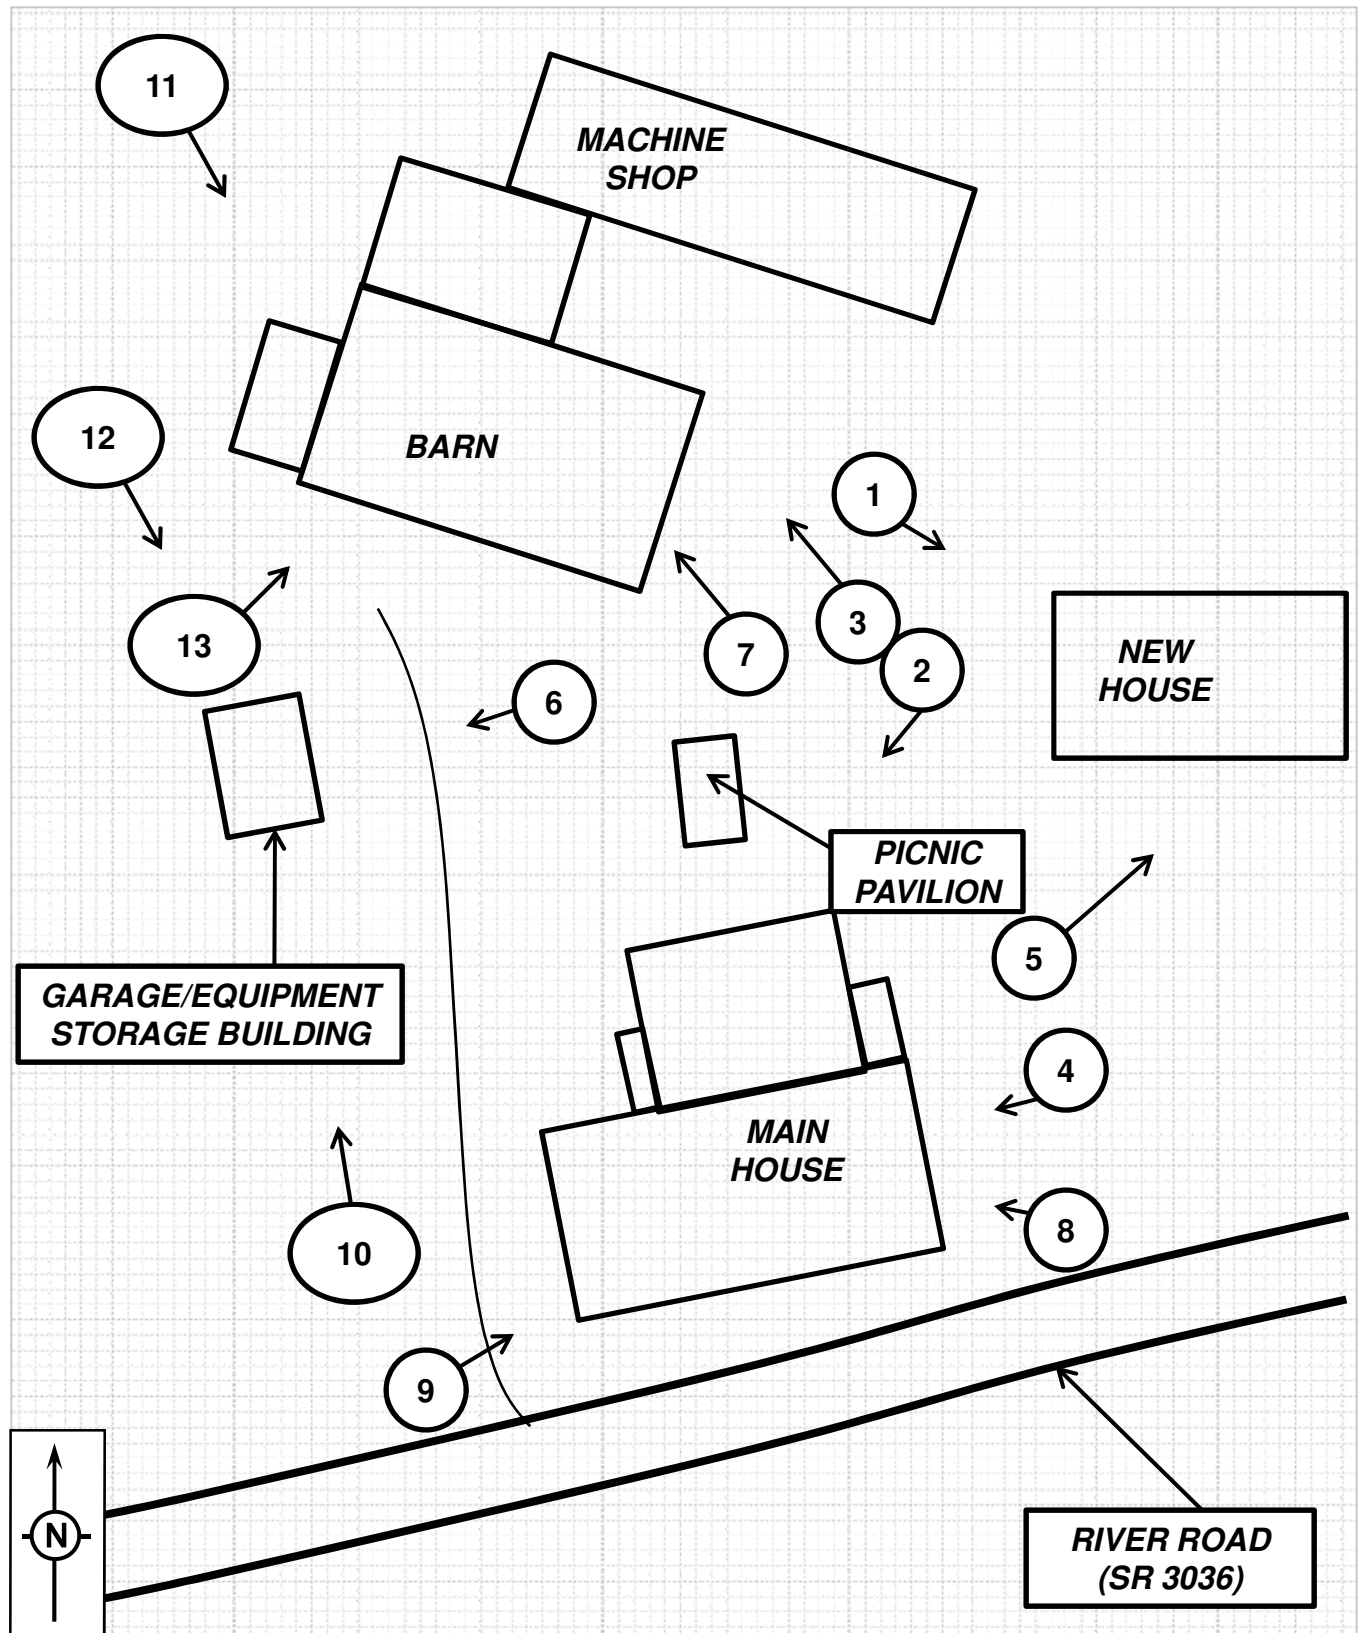 11
MACHINE
SHOP
12
BARN
1
13
3
7
2
NEW
HOUSE
6
PICNIC
PAVILION
5
GARAGE/EQUIPMENT
STORAGE BUILDING
4
MAIN
HOUSE
8
10
9
N
RIVER ROAD
(SR 3036)